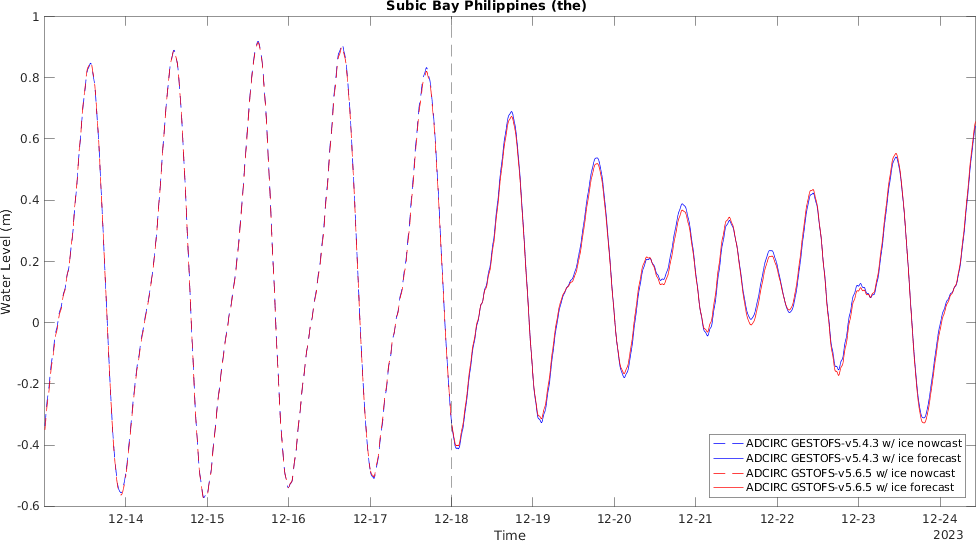 Subic Bay Philippines (the)
1
0.8
0.6
0.4
0.2
0
-0.2
-0.4
-0.6
Water Level (m)
12-14 12-15 12-16 12-17 12-18 12-19 12-20 12-21 12-22 12-23 12-24
Time
2023
ADCIRC GESTOFS-v5.4.3 w/ ice nowcast
ADCIRC GESTOFS-v5.4.3 w/ ice forecast
ADCIRC GSTOFS-v5.6.5 w/ ice nowcast
ADCIRC GSTOFS-v5.6.5 w/ ice forecast